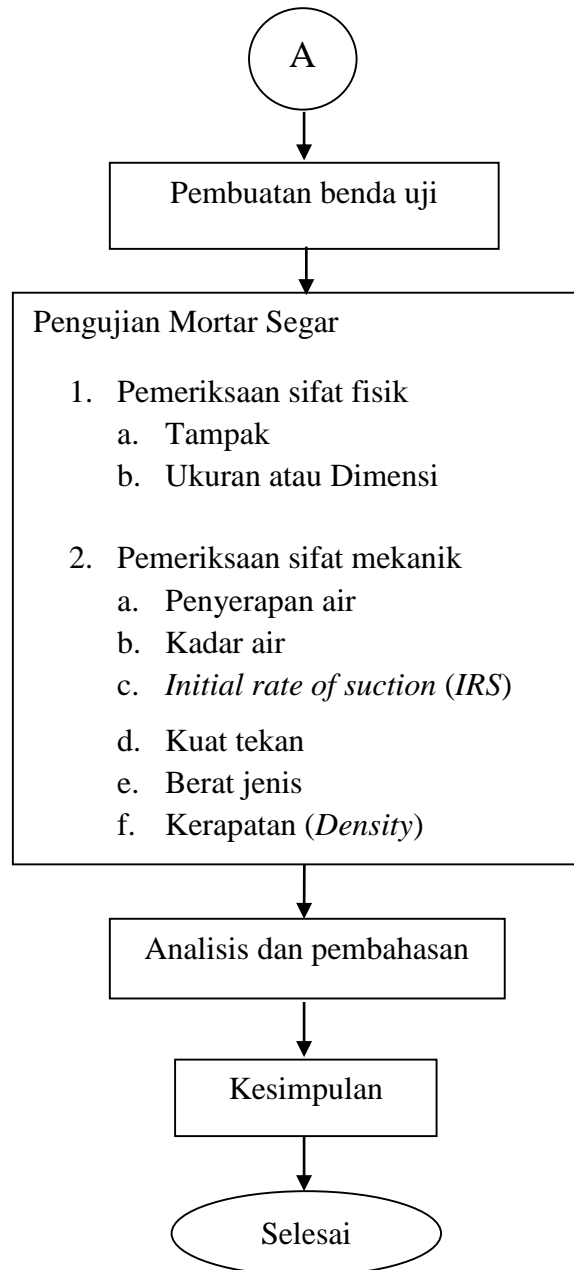 A
Pembuatan benda uji
Pengujian Mortar Segar
1. Pemeriksaan sifat fisik
a. Tampak
b. Ukuran atau Dimensi
2. Pemeriksaan sifat mekanik
a. Penyerapan air
b. Kadar air
c. Initial rate of suction (IRS)
d. Kuat tekan
e. Berat jenis
f. Kerapatan (Density)
Analisis dan pembahasan
Kesimpulan
Selesai